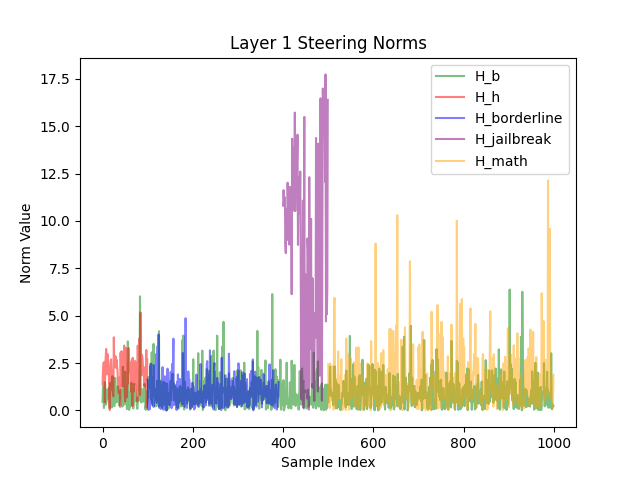 Layer 1 Steering Norms
H_b
H_h
H_borderline
H_jailbreak
H_math
Norm Value
17.5
15.0
12.5
10.0
7.5
5.0
2.5
0.0
0
200
400
600
800
1000
Sample Index